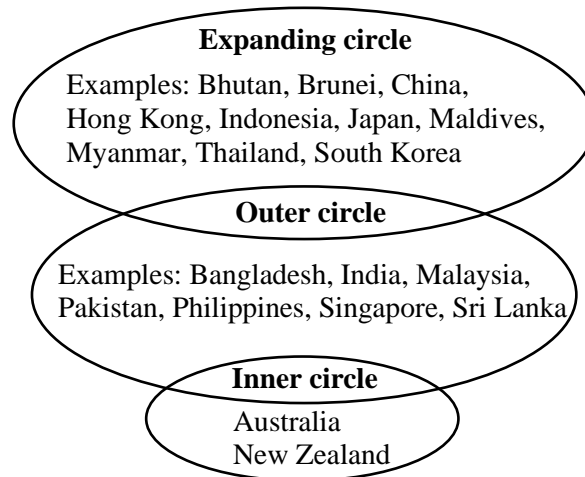 Expanding circle
Examples: Bhutan, Brunei, China,
Hong Kong, Indonesia, Japan, Maldives,
Myanmar, Thailand, South Korea
Outer circle
Examples: Bangladesh, India, Malaysia,
Pakistan, Philippines, Singapore, Sri Lanka
Inner circle
Australia
New Zealand